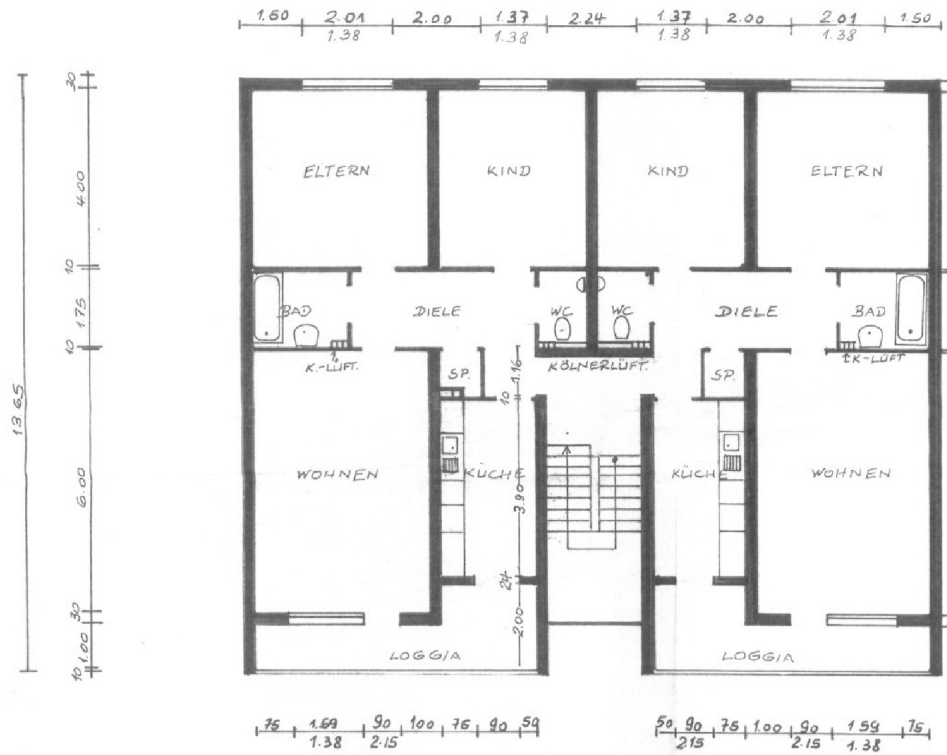 1.60 2.01 2.00 1.37 2.24 1.37 2.00 2.01 1.50
1.38 1.38 1.38 1.38
30
4.00
10
1.75
10
6.00
30
1.00
10
13.65
ELTERN KIND KIND ELTERN
BAD DIELE WC WC DIELE BAD
K.-LÜFT. SP. KÖLNERLÜFT. SP. K-LÜFT
1.16
10
WOHNEN KÜCHE KÜCHE WOHNEN
3.90
24
2.00
LOGGIA LOGGIA
75 1.59 90 100 76 90 50 50 90 75 1.00 90 1.59 75
1.38 2.15 2.15 2.15 1.38